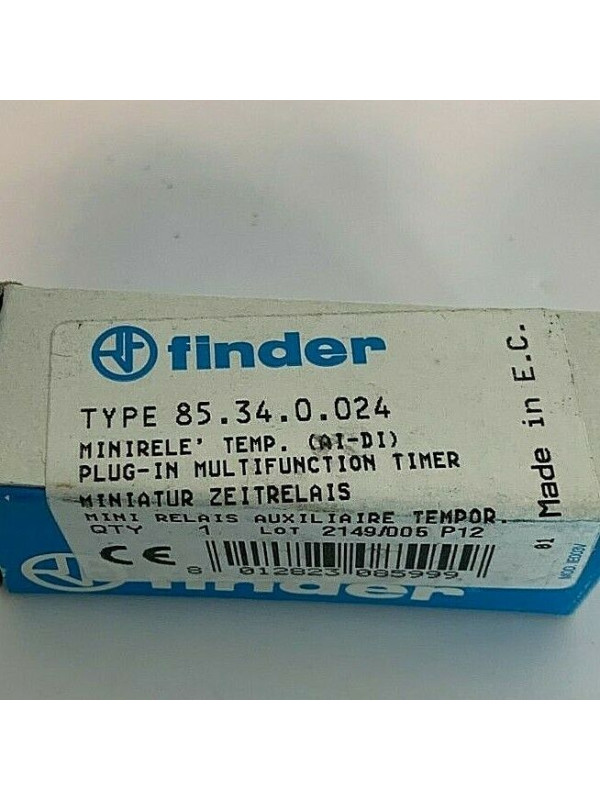 finder
TYPE 85.34.0.024
MINIRELE' TEMP. (AI-DI)
PLUG-IN MULTIFUNCTION TIMER
MINIATUR ZEITRELAIS
MINI RELAIS AUXILIAIRE TEMPOR.
QTY 1 LOT 2149/005 P12
CE
8 012823 085999
01 Made in E.C.
finder